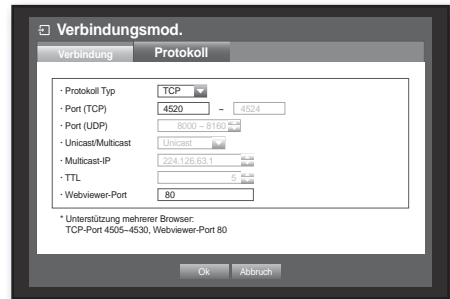 Verbindungsmod.
Verbindung Protokoll
· Protokoll Typ TCP
· Port (TCP) 4520 ~ 4524
· Port (UDP) 8000 ~ 8160
· Unicast/Multicast Unicast
· Multicast-IP 224.126.63.1
· TTL 5
· Webviewer-Port 80
* Unterstützung mehrerer Browser:
TCP-Port 4505~4530, Webviewer-Port 80
Ok Abbruch